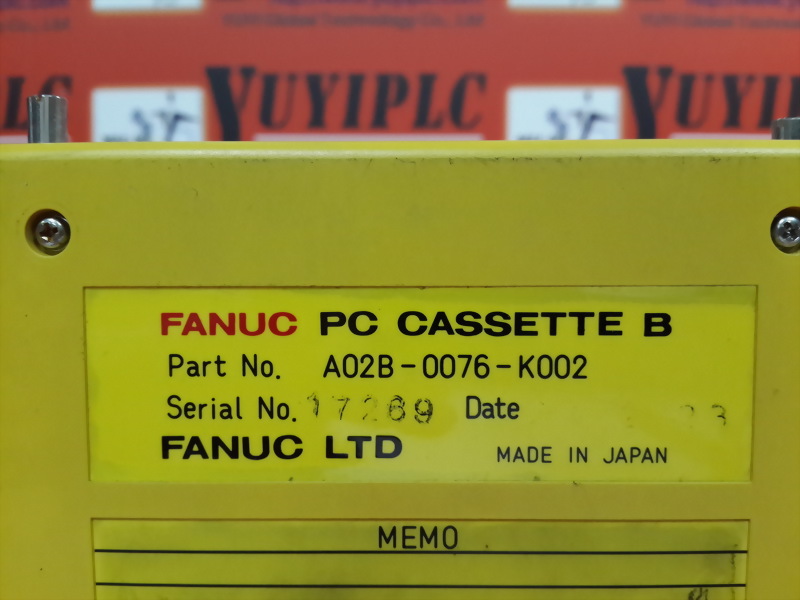 YUYIPLC YUYIPLC
FANUC PC CASSETTE B
Part No. A02B-0076-K002
Serial No. 17269 Date
FANUC LTD MADE IN JAPAN
MEMO